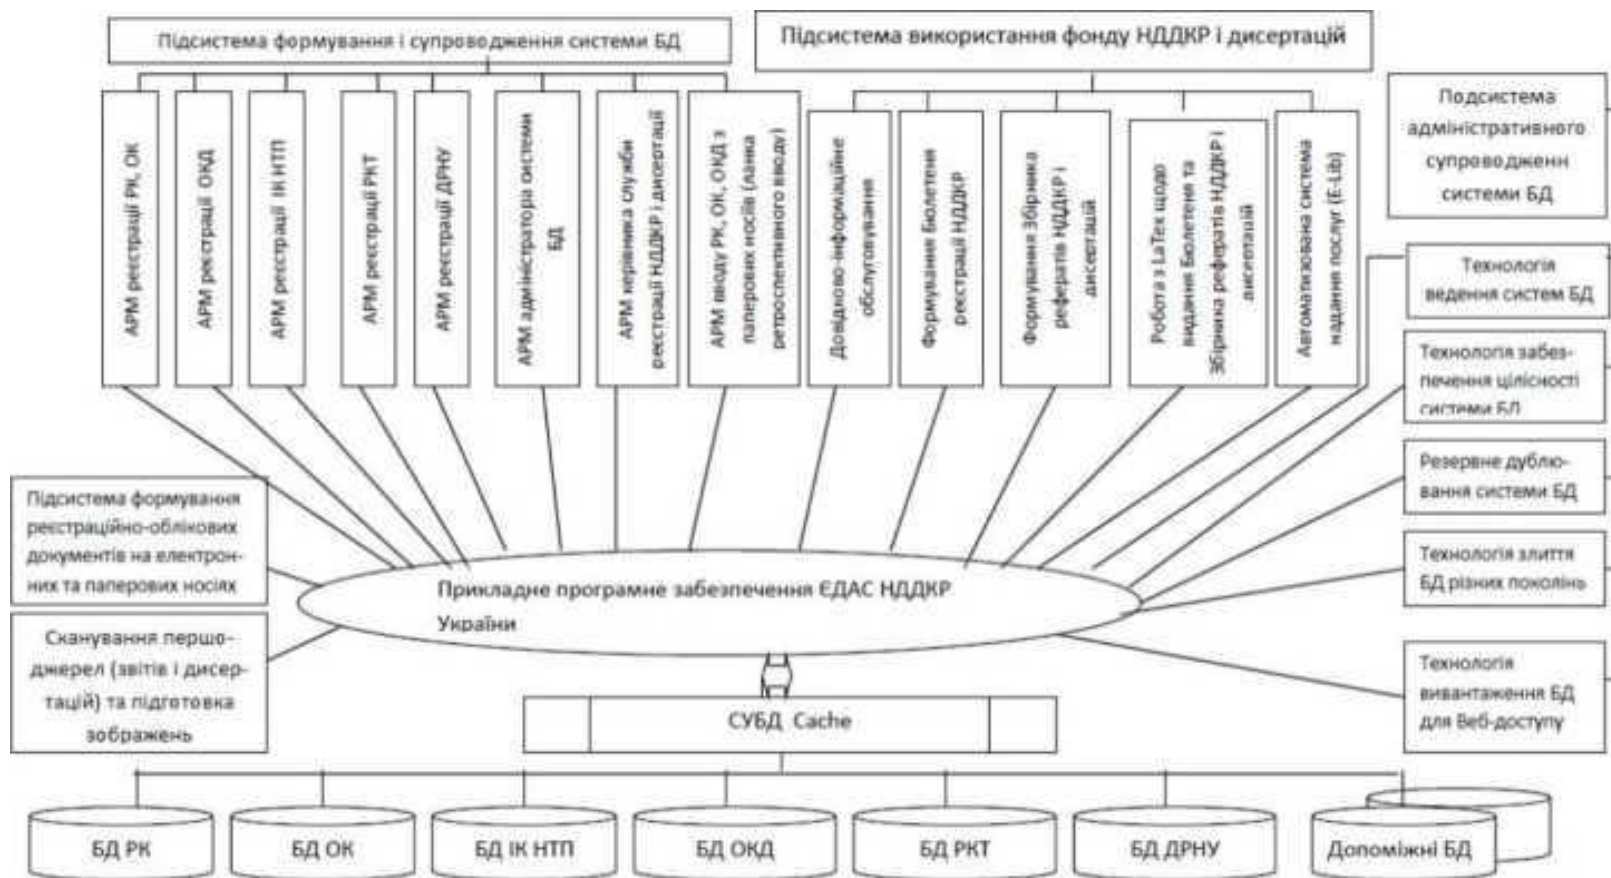 Підсистема формування і супроводження системи БД
Підсистема використання фонду НДДКР і дисертацій
АРМ реєстрації РК, ОК
АРМ реєстрації ОКД
АРМ реєстрації ІК НТП
АРМ реєстрації РКТ
АРМ реєстрації ДРНУ
АРМ адміністратора системи
БД
АРМ керівника служби
реєстрації НДДКР і дисертації
АРМ вводу РК, ОК, ОКД з
паперових носіїв (ланка
ретроспективного вводу)
Довідково-інформаційне
обслуговування
Формування Бюлетеня
реєстрації НДДКР
Формування Збірника
рефератів НДДКР і
дисертацій
Робота з LaTex щодо
видання Бюлетеня та
Збірника рефератів НДДКР і
дисертацій
Автоматизована система
надання послуг (E-Lib)
Подсистема
адміністративного
супроводженн
системи БД
Технологія
ведення систем БД
Технологія забез-
печення цілісності
системи БД
Резервне дублю-
вання системи БД
Технологія злиття
БД різних поколінь
Технологія
вивантаження БД
для Веб-доступу
Підсистема формування
реєстраційно-облікових
документів на електрон-
них та паперових носіях
Сканування першо-
джерел (звітів і дисер-
тацій) та підготовка
зображень
Прикладне програмне забезпечення ЄДАС НДДКР
України
СУБД Cache
БД РК
БД ОК
БД ІК НТП
БД ОКД
БД РКТ
БД ДРНУ
Допоміжні БД